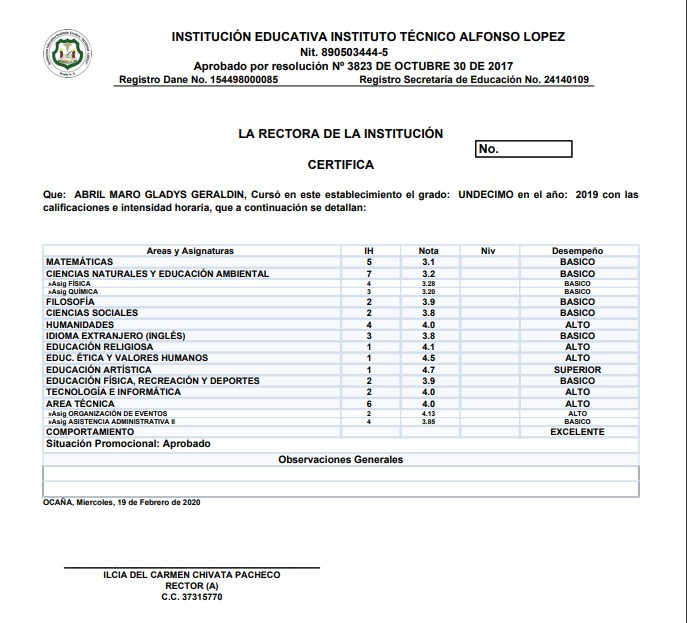 INSTITUCIÓN EDUCATIVA INSTITUTO TÉCNICO ALFONSO LOPEZ
Nit. 890503444-5
Aprobado por resolución Nº 3823 DE OCTUBRE 30 DE 2017
Registro Dane No. 154498000085 Registro Secretaría de Educación No. 24140109
LA RECTORA DE LA INSTITUCIÓN
No.
CERTIFICA
Que: ABRIL MARO GLADYS GERALDIN, Cursó en este establecimiento el grado: UNDECIMO en el año: 2019 con las
calificaciones e intensidad horaria, que a continuación se detallan:
Areas y Asignaturas IH Nota Niv Desempeño
MATEMÁTICAS 5 3.1 BASICO
CIENCIAS NATURALES Y EDUCACIÓN AMBIENTAL 7 3.2 BASICO
»Asig FÍSICA 4 3.28 BASICO
»Asig QUÍMICA 3 3.20 BASICO
FILOSOFÍA 2 3.9 BASICO
CIENCIAS SOCIALES 2 3.8 BASICO
HUMANIDADES 4 4.0 ALTO
IDIOMA EXTRANJERO (INGLÉS) 3 3.8 BASICO
EDUCACIÓN RELIGIOSA 1 4.1 ALTO
EDUC. ÉTICA Y VALORES HUMANOS 1 4.5 ALTO
EDUCACIÓN ARTÍSTICA 1 4.7 SUPERIOR
EDUCACIÓN FÍSICA, RECREACIÓN Y DEPORTES 2 3.9 BASICO
TECNOLOGÍA E INFORMÁTICA 2 4.0 ALTO
AREA TÉCNICA 6 4.0 ALTO
»Asig ORGANIZACIÓN DE EVENTOS 2 4.13 ALTO
»Asig ASISTENCIA ADMINISTRATIVA II 4 3.85 BASICO
COMPORTAMIENTO EXCELENTE
Situación Promocional: Aprobado
Observaciones Generales
OCAÑA, Miercoles, 19 de Febrero de 2020
ILCIA DEL CARMEN CHIVATA PACHECO
RECTOR (A)
C.C. 37315770